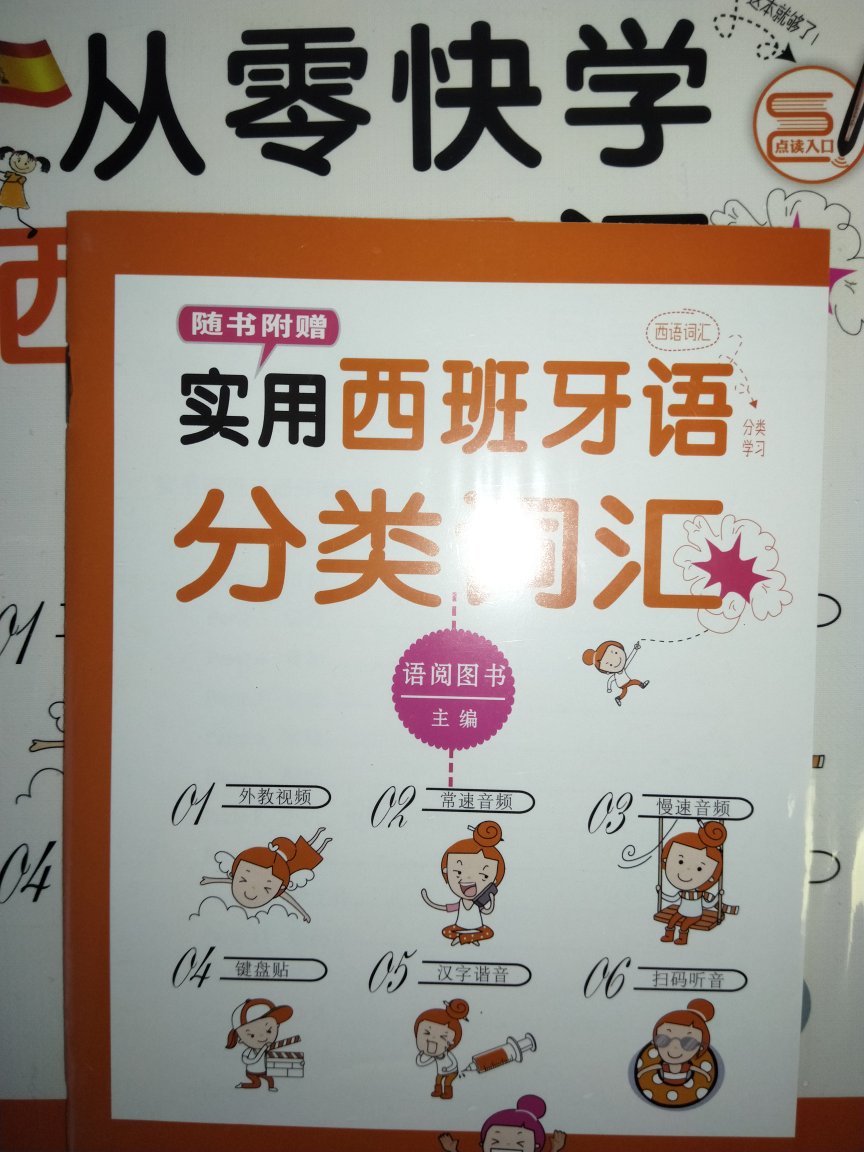 这本就够了!
从零快学
点读入口
西
随书附赠
西语词汇
实用西班牙语
分类
学习
分类词汇
语阅图书
主编
01
04
01 外教视频
02 常速音频
03 慢速音频
04 键盘贴
05 汉字谐音
06 扫码听音